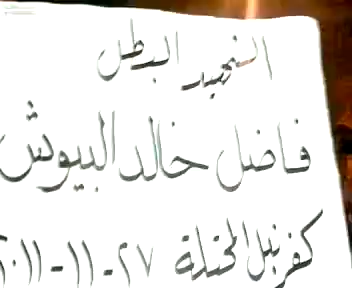 الشهيد البطل
فاضل خالد البيوش
كفرنبل المحتلة ٢٧-١١-٢٠١١